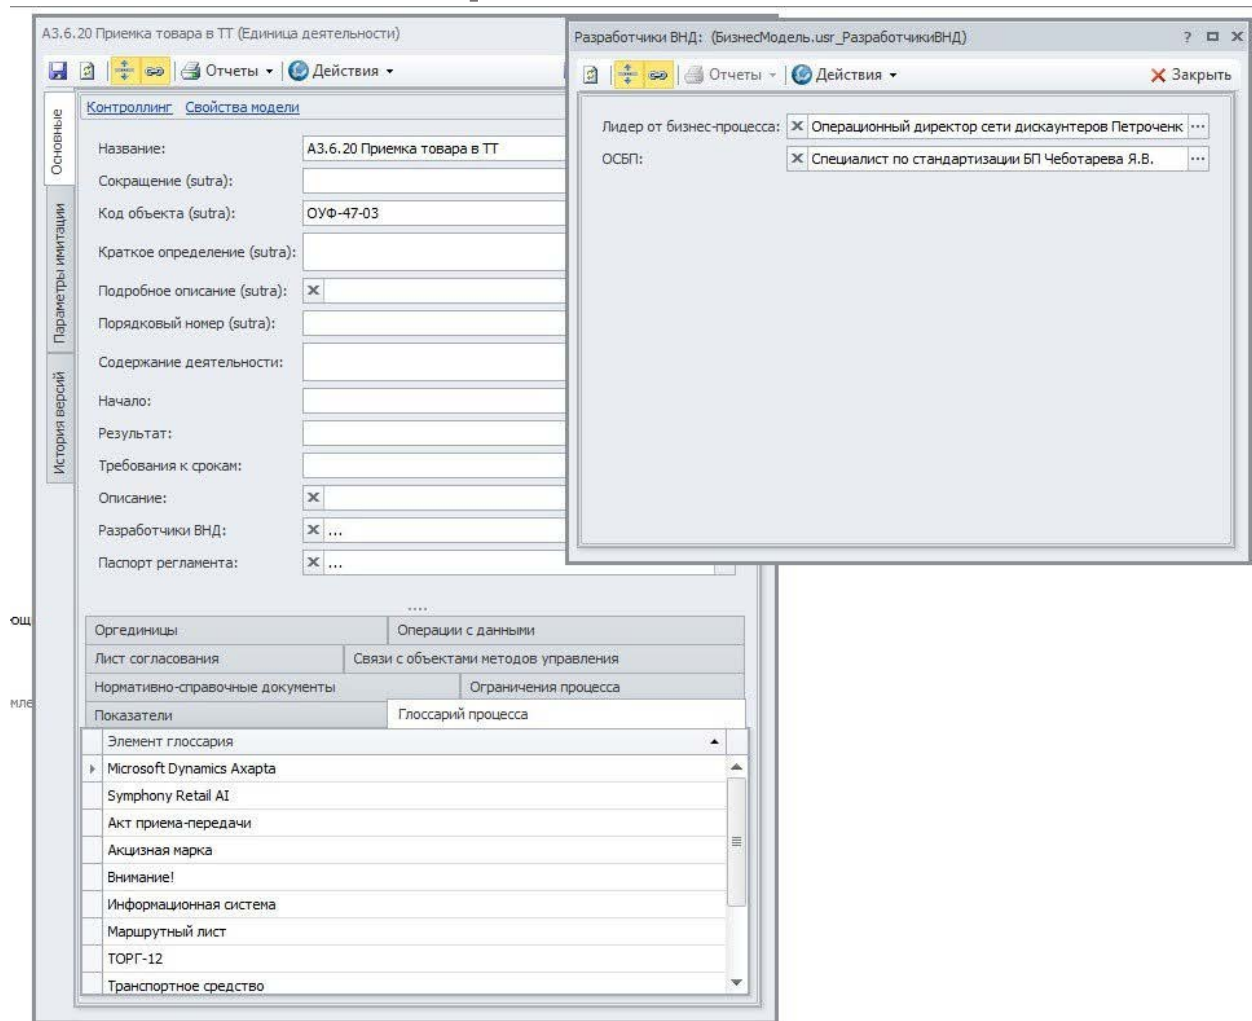 А3.6.20 Приемка товара в ТТ (Единица деятельности)
Отчеты
Действия
Основные
Параметры имитации
История версий
Контроллинг Свойства модели
Название: А3.6.20 Приемка товара в ТТ
Сокращение (sutra):
Код объекта (sutra): ОУФ-47-03
Краткое определение (sutra):
Подробное описание (sutra):
Порядковый номер (sutra):
Содержание деятельности:
Начало:
Результат:
Требования к срокам:
Описание:
Разработчики ВНД: ...
Паспорт регламента: ...
Оргединицы Операции с данными
Лист согласования Связи с объектами методов управления
Нормативно-справочные документы Ограничения процесса
Показатели Глоссарий процесса
Элемент глоссария
Microsoft Dynamics Axapta
Symphony Retail AI
Акт приема-передачи
Акцизная марка
Внимание!
Информационная система
Маршрутный лист
ТОРГ-12
Транспортное средство
Разработчики ВНД: (БизнесМодель.usr_РазработчикиВНД) ?
Отчеты Действия Закрыть
Лидер от бизнес-процесса: Операционный директор сети дискаунтеров Петроченк ...
ОСБП: Специалист по стандартизации БП Чеботарева Я.В. ...